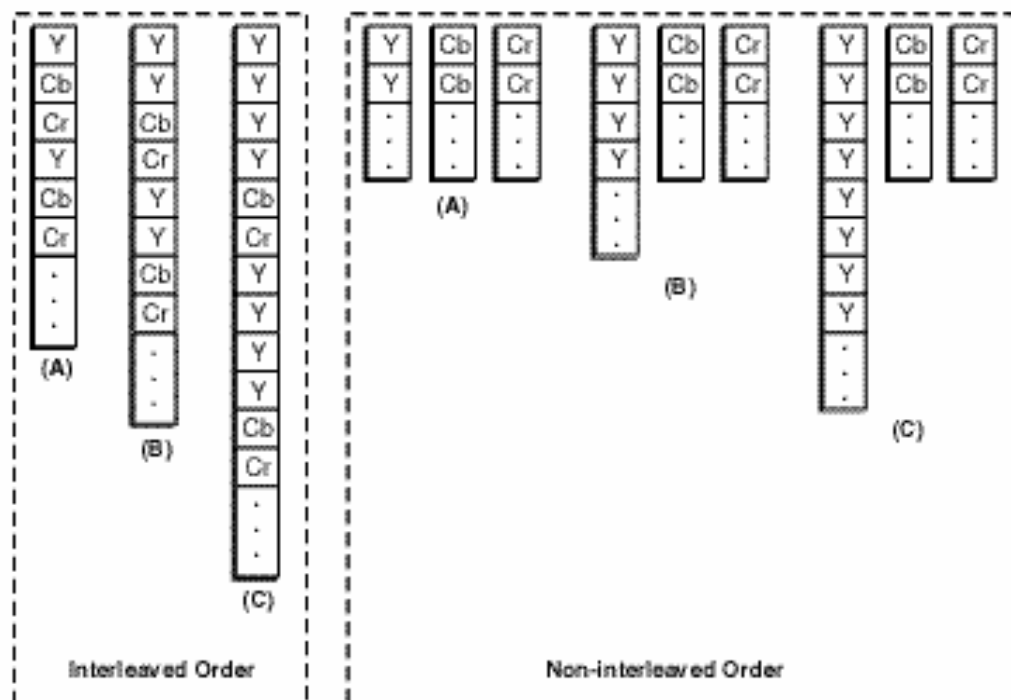 Y Y Y Y Cb Cr Y Cb Cr Y Cb Cr
Cb Y Y Y Cb Cr Y Cb Cr Y Cb Cr
Cr Cb Y . . . Y . . Y . .
Y Cr Y . . . Y . . Y . .
Cb Y Cb . Y
Cr Y Cr (A) . Y
. Cb Y (B) Y
. Cr Y Y
. . Y .
(A) . Y .
. Cb .
(B) Cr (C)
.
.
.
(C)
Interleaved Order Non-interleaved Order